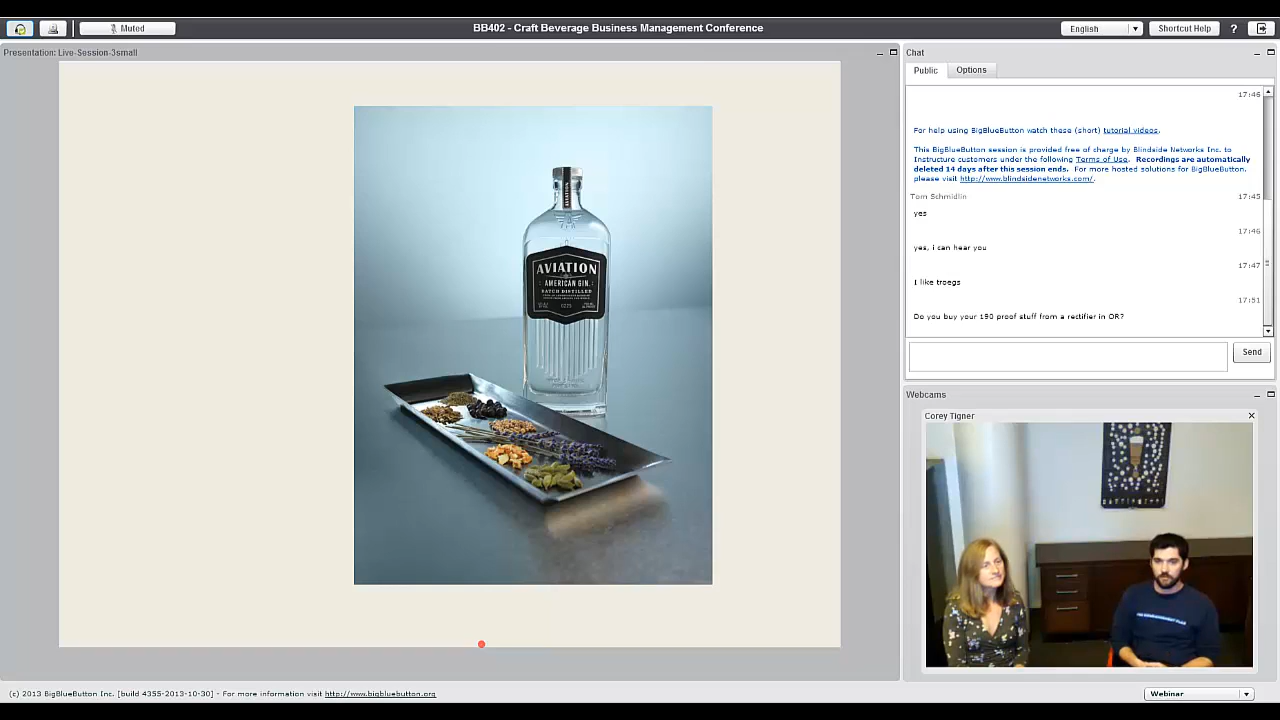 Muted
BB402 - Craft Beverage Business Management Conference
English
Shortcut Help
?
Presentation: Live-Session-3small
AVIATION
AMERICAN GIN.
BATCH DISTILLED
Chat
Public
Options
17:46
For help using BigBlueButton watch these (short) tutorial videos.
This BigBlueButton session is provided free of charge by Blindside Networks Inc. to
Instructure customers under the following Terms of Use. Recordings are automatically
deleted 14 days after this session ends. For more hosted solutions for BigBlueButton,
please visit http://www.blindsidenetworks.com/.
Tom Schmidlin 17:45
yes
17:46
yes, i can hear you
17:47
I like troegs
17:51
Do you buy your 190 proof stuff from a rectifier in OR?
Send
Webcams
Corey Tigner
(c) 2013 BigBlueButton Inc. [build 4355-2013-10-30] - For more information visit http://www.bigbluebutton.org
Webinar